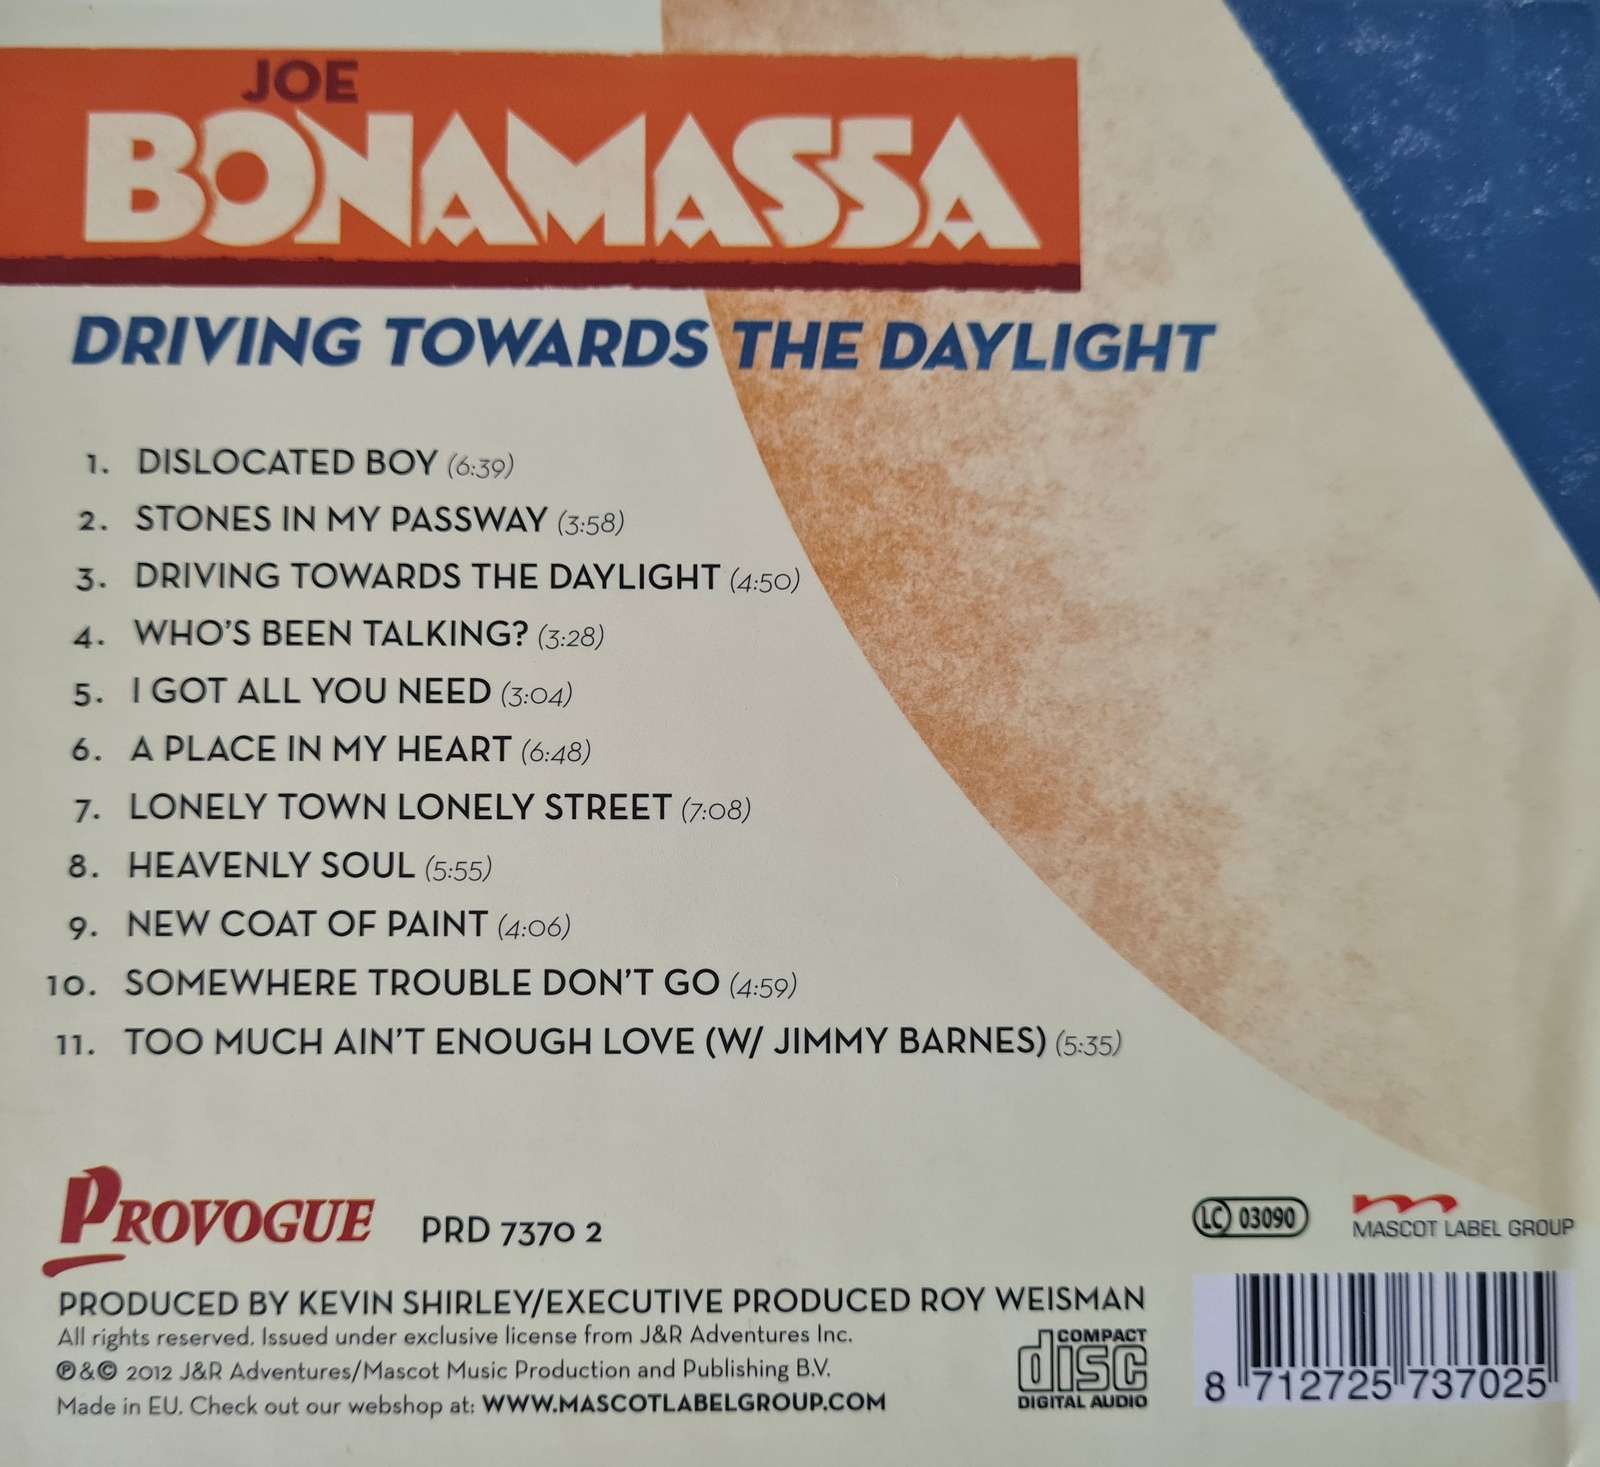 JOE
BONAMASSA
DRIVING TOWARDS THE DAYLIGHT
1. DISLOCATED BOY (6:39)
2. STONES IN MY PASSWAY (3:58)
3. DRIVING TOWARDS THE DAYLIGHT (4:50)
4. WHO'S BEEN TALKING? (3:28)
5. I GOT ALL YOU NEED (3:04)
6. A PLACE IN MY HEART (6:48)
7. LONELY TOWN LONELY STREET (7:08)
8. HEAVENLY SOUL (5:55)
9. NEW COAT OF PAINT (4:06)
10. SOMEWHERE TROUBLE DON'T GO (4:59)
11. TOO MUCH AIN'T ENOUGH LOVE (W/ JIMMY BARNES) (5:35)
PROVOGUE PRD 7370 2
LC 03090
MASCOT LABEL GROUP
PRODUCED BY KEVIN SHIRLEY/EXECUTIVE PRODUCED ROY WEISMAN
All rights reserved. Issued under exclusive license from J&R Adventures Inc.
℗&© 2012 J&R Adventures/Mascot Music Production and Publishing B.V.
Made in EU. Check out our webshop at: WWW.MASCOTLABELGROUP.COM
COMPACT
disc
DIGITAL AUDIO
8 712725 737025